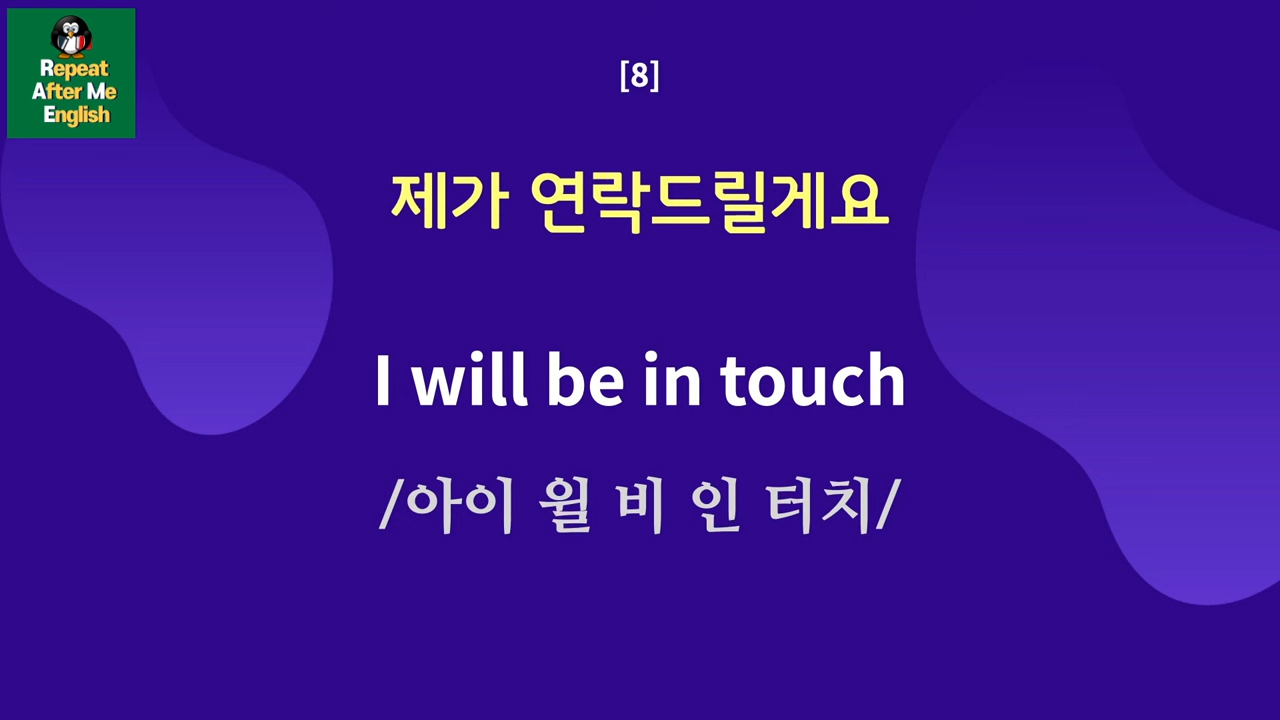 Repeat
After Me
English
[8]
제가 연락드릴게요
I will be in touch
/아이 윌 비 인 터치/